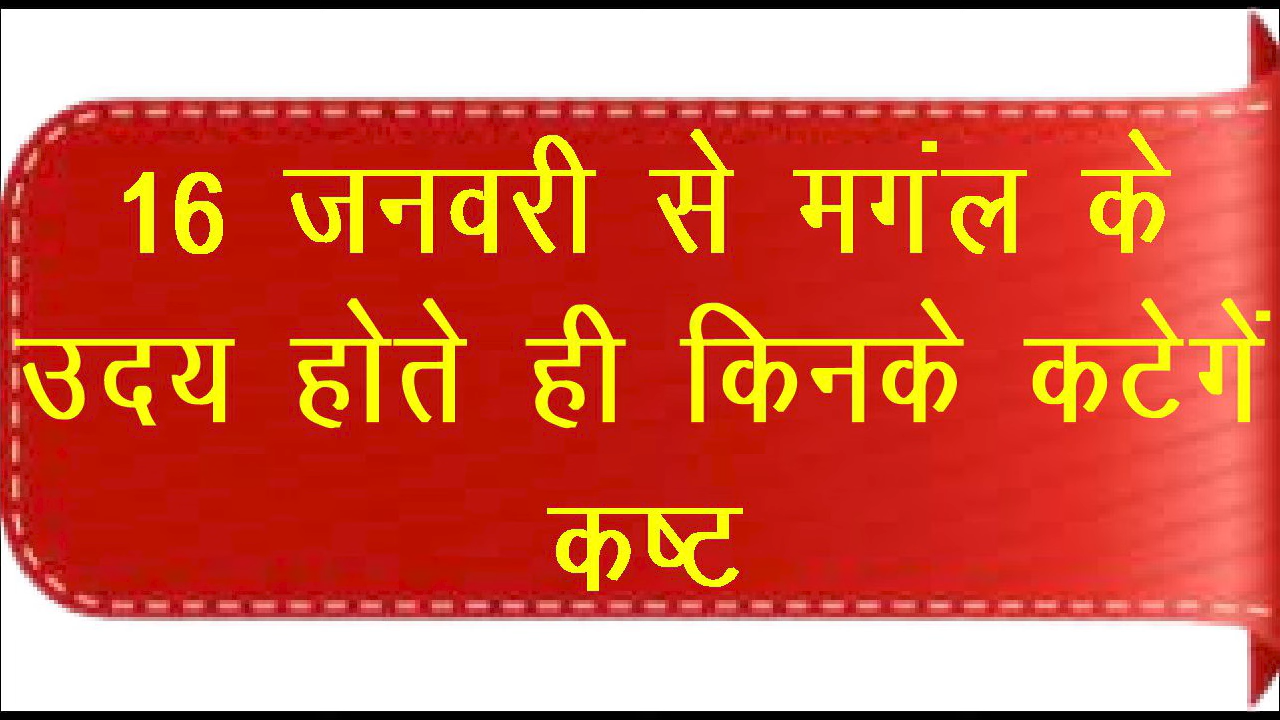 16 जनवरी से मगंल के
उदय होते ही किनके कटेगें
कष्ट